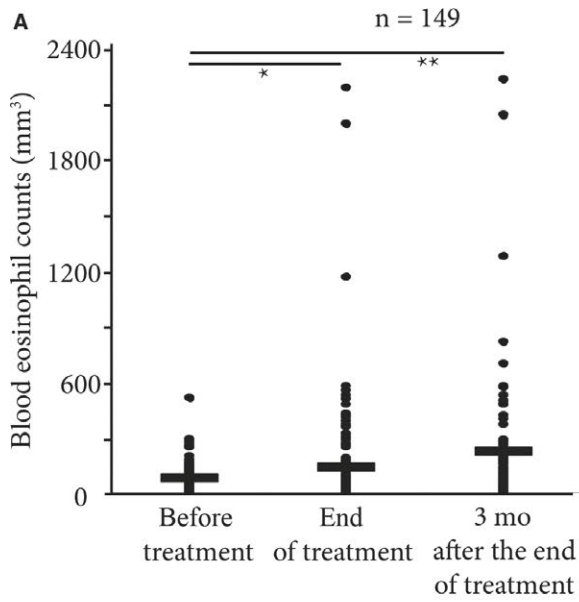 A
n = 149
2400
*
**
1800
1200
600
0
Blood eosinophil counts (mm³)
Before
treatment
End
of treatment
3 mo
after the end
of treatment